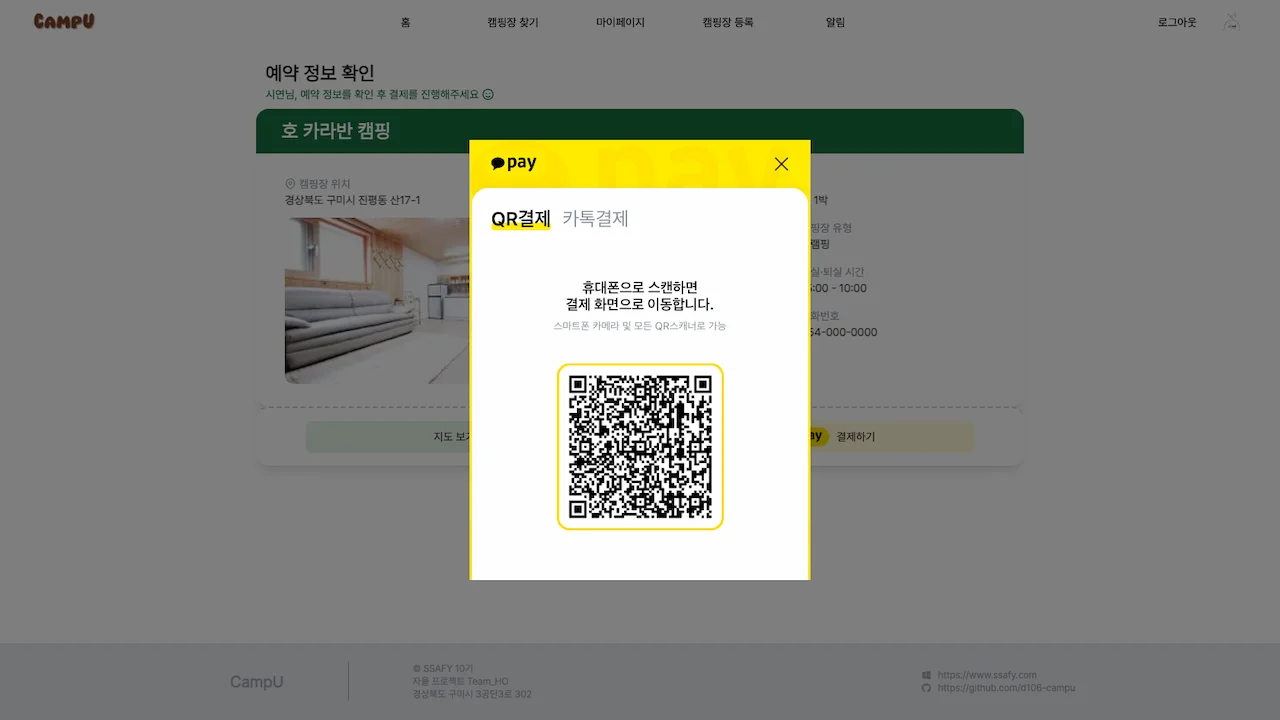 CAMPU
홈
캠핑장 찾기
마이페이지
캠핑장 등록
알림
로그아웃
예약 정보 확인
시연님, 예약 정보를 확인 후 결제를 진행해주세요
호 카라반 캠핑
캠핑장 위치
경상북도 구미시 진평동 산17-1
1박
핑장 유형
캠핑
실·퇴실 시간
:00 - 10:00
화번호
54-000-0000
지도 보기
ay 결제하기
pay
QR결제
카톡결제
휴대폰으로 스캔하면
결제 화면으로 이동합니다.
스마트폰 카메라 및 모든 QR스캐너로 가능
CampU
SSAFY 10기
자율 프로젝트 Team_HO
경상북도 구미시 3공단3로 302
https://www.ssafy.com
https://github.com/d106-campu